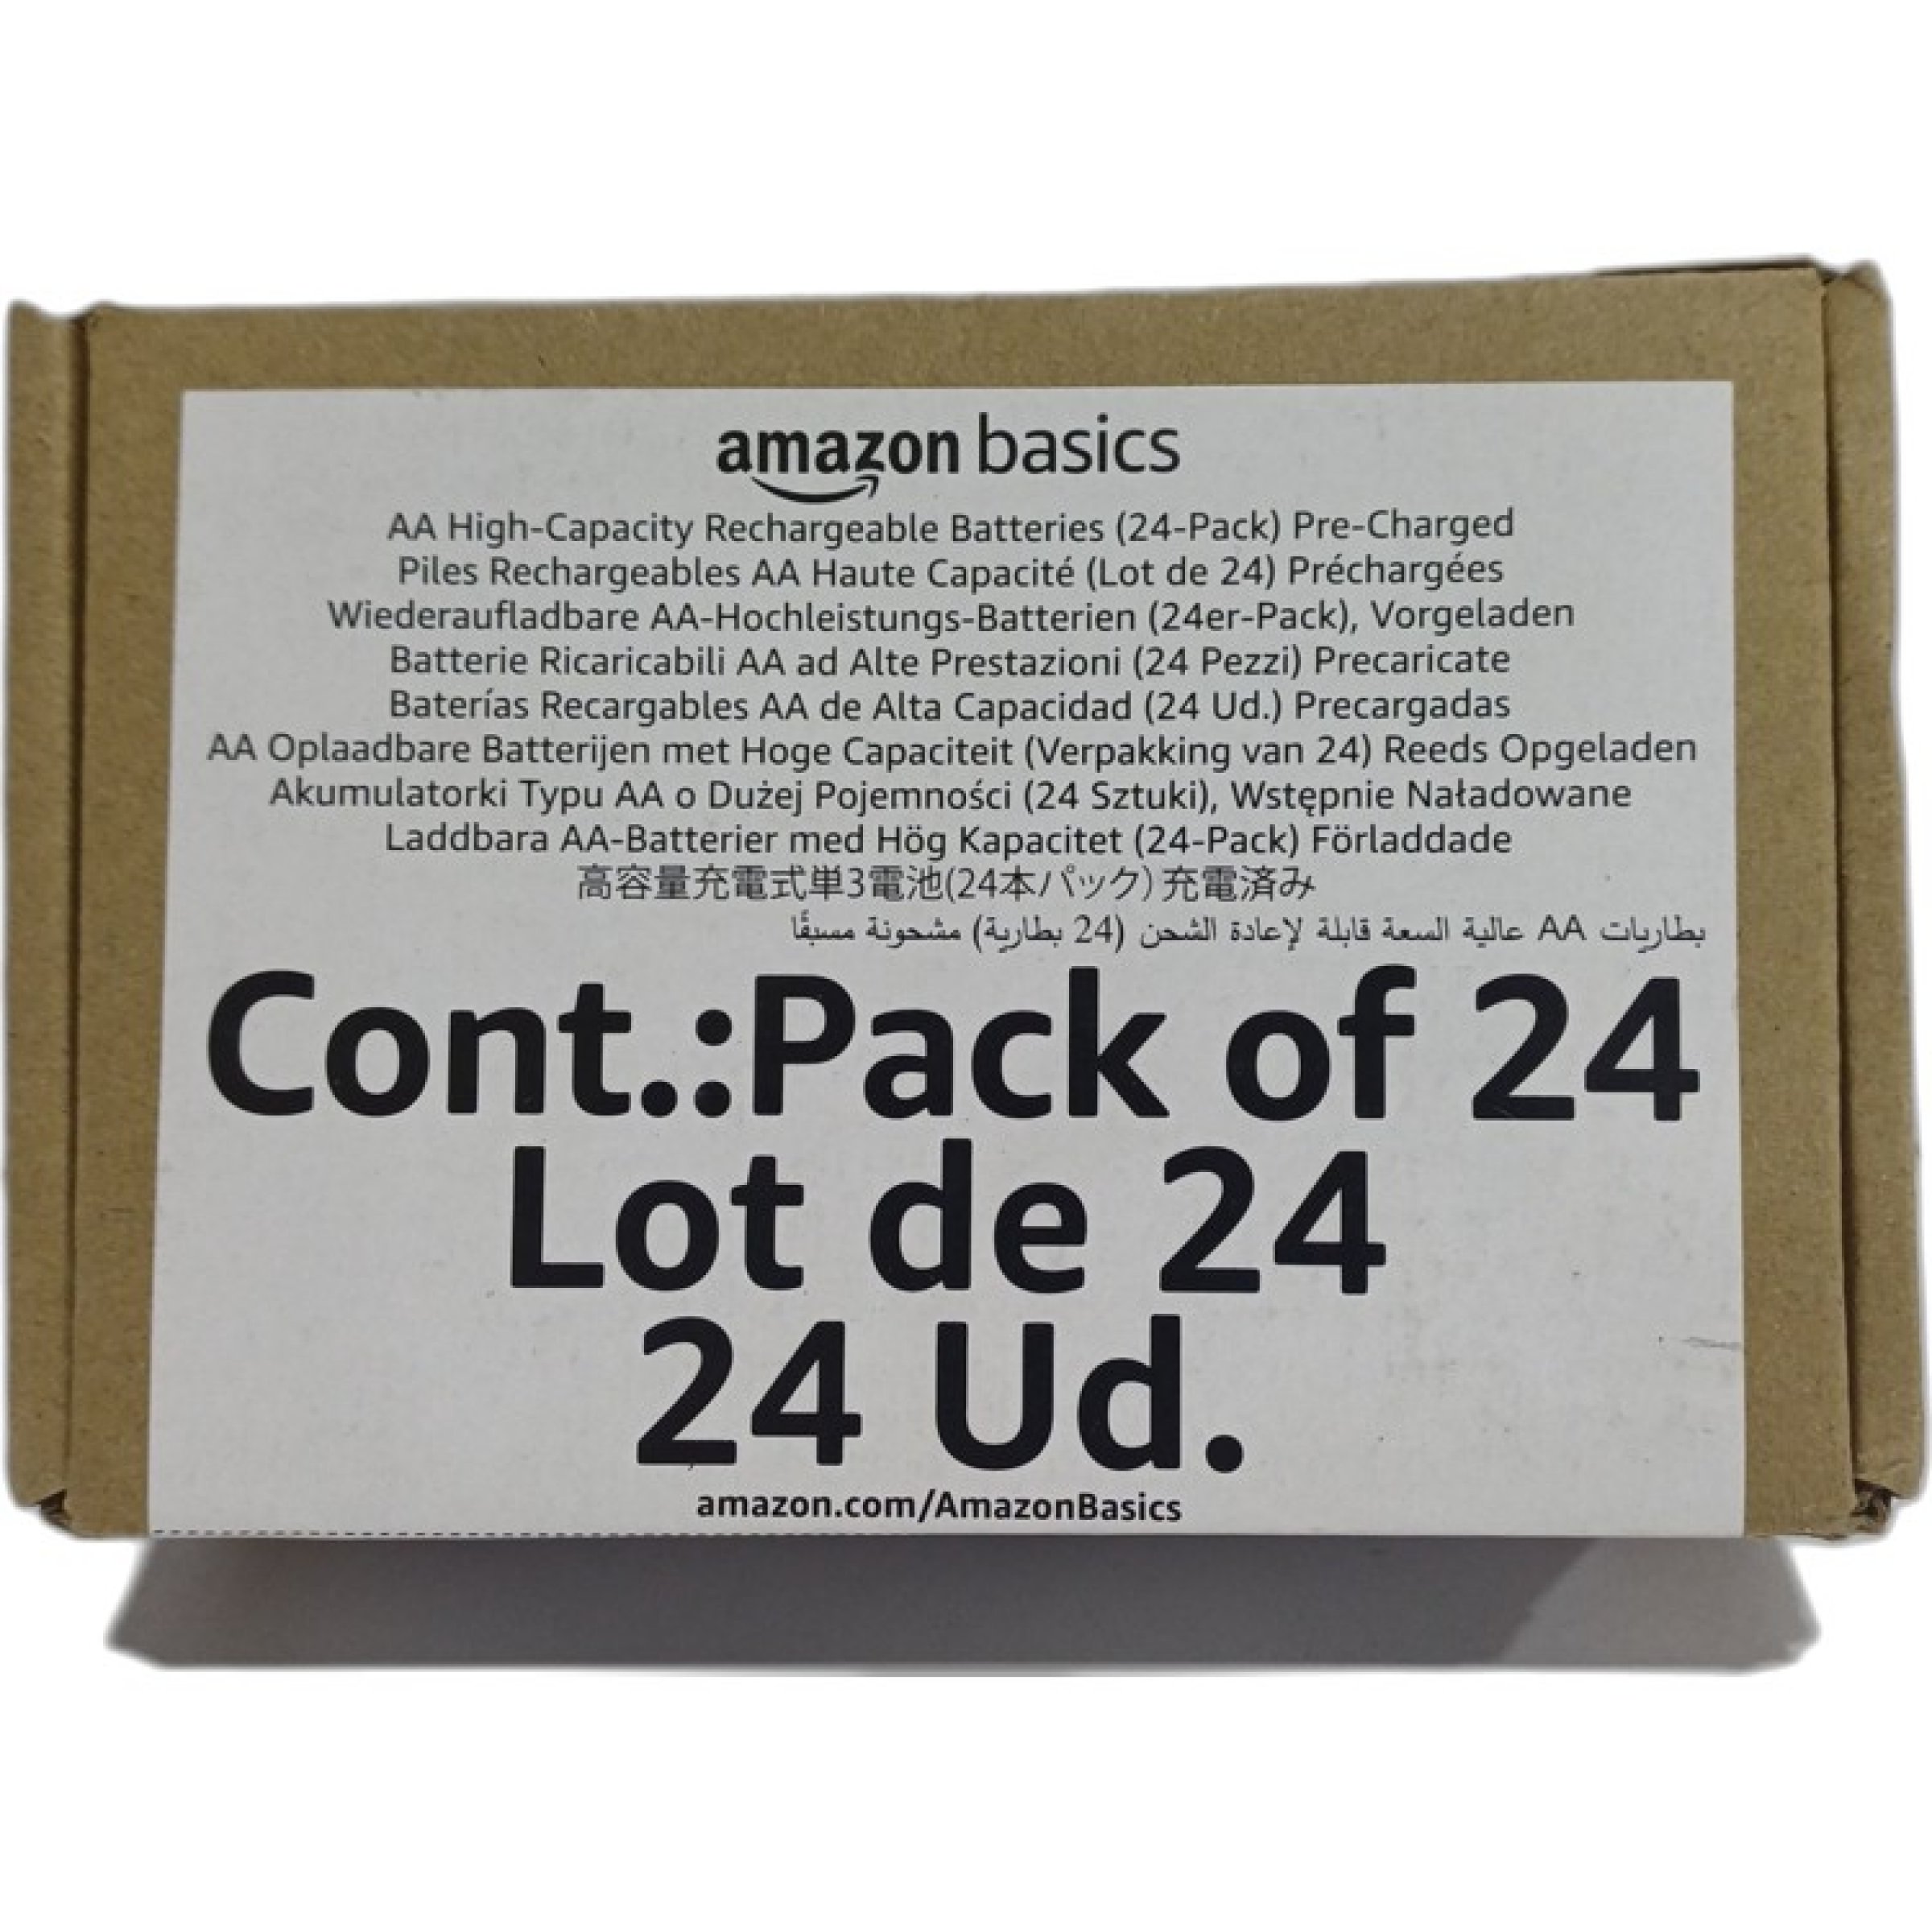 amazon basics
AA High-Capacity Rechargeable Batteries (24-Pack) Pre-Charged
Piles Rechargeables AA Haute Capacité (Lot de 24) Préchargées
Wiederaufladbare AA-Hochleistungs-Batterien (24er-Pack), Vorgeladen
Batterie Ricaricabili AA ad Alte Prestazioni (24 Pezzi) Precaricate
Baterías Recargables AA de Alta Capacidad (24 Ud.) Precargadas
AA Oplaadbare Batterijen met Hoge Capaciteit (Verpakking van 24) Reeds Opgeladen
Akumulatorki Typu AA o Dużej Pojemności (24 Sztuki), Wstępnie Naładowane
Laddbara AA-Batterier med Hög Kapacitet (24-Pack) Förladdade
高容量充電式単3電池(24本パック)充電済み
بطاريات AA عالية السعة قابلة لإعادة الشحن (24 بطارية) مشحونة مسبقًا
Cont.:Pack of 24
Lot de 24
24 Ud.
amazon.com/AmazonBasics